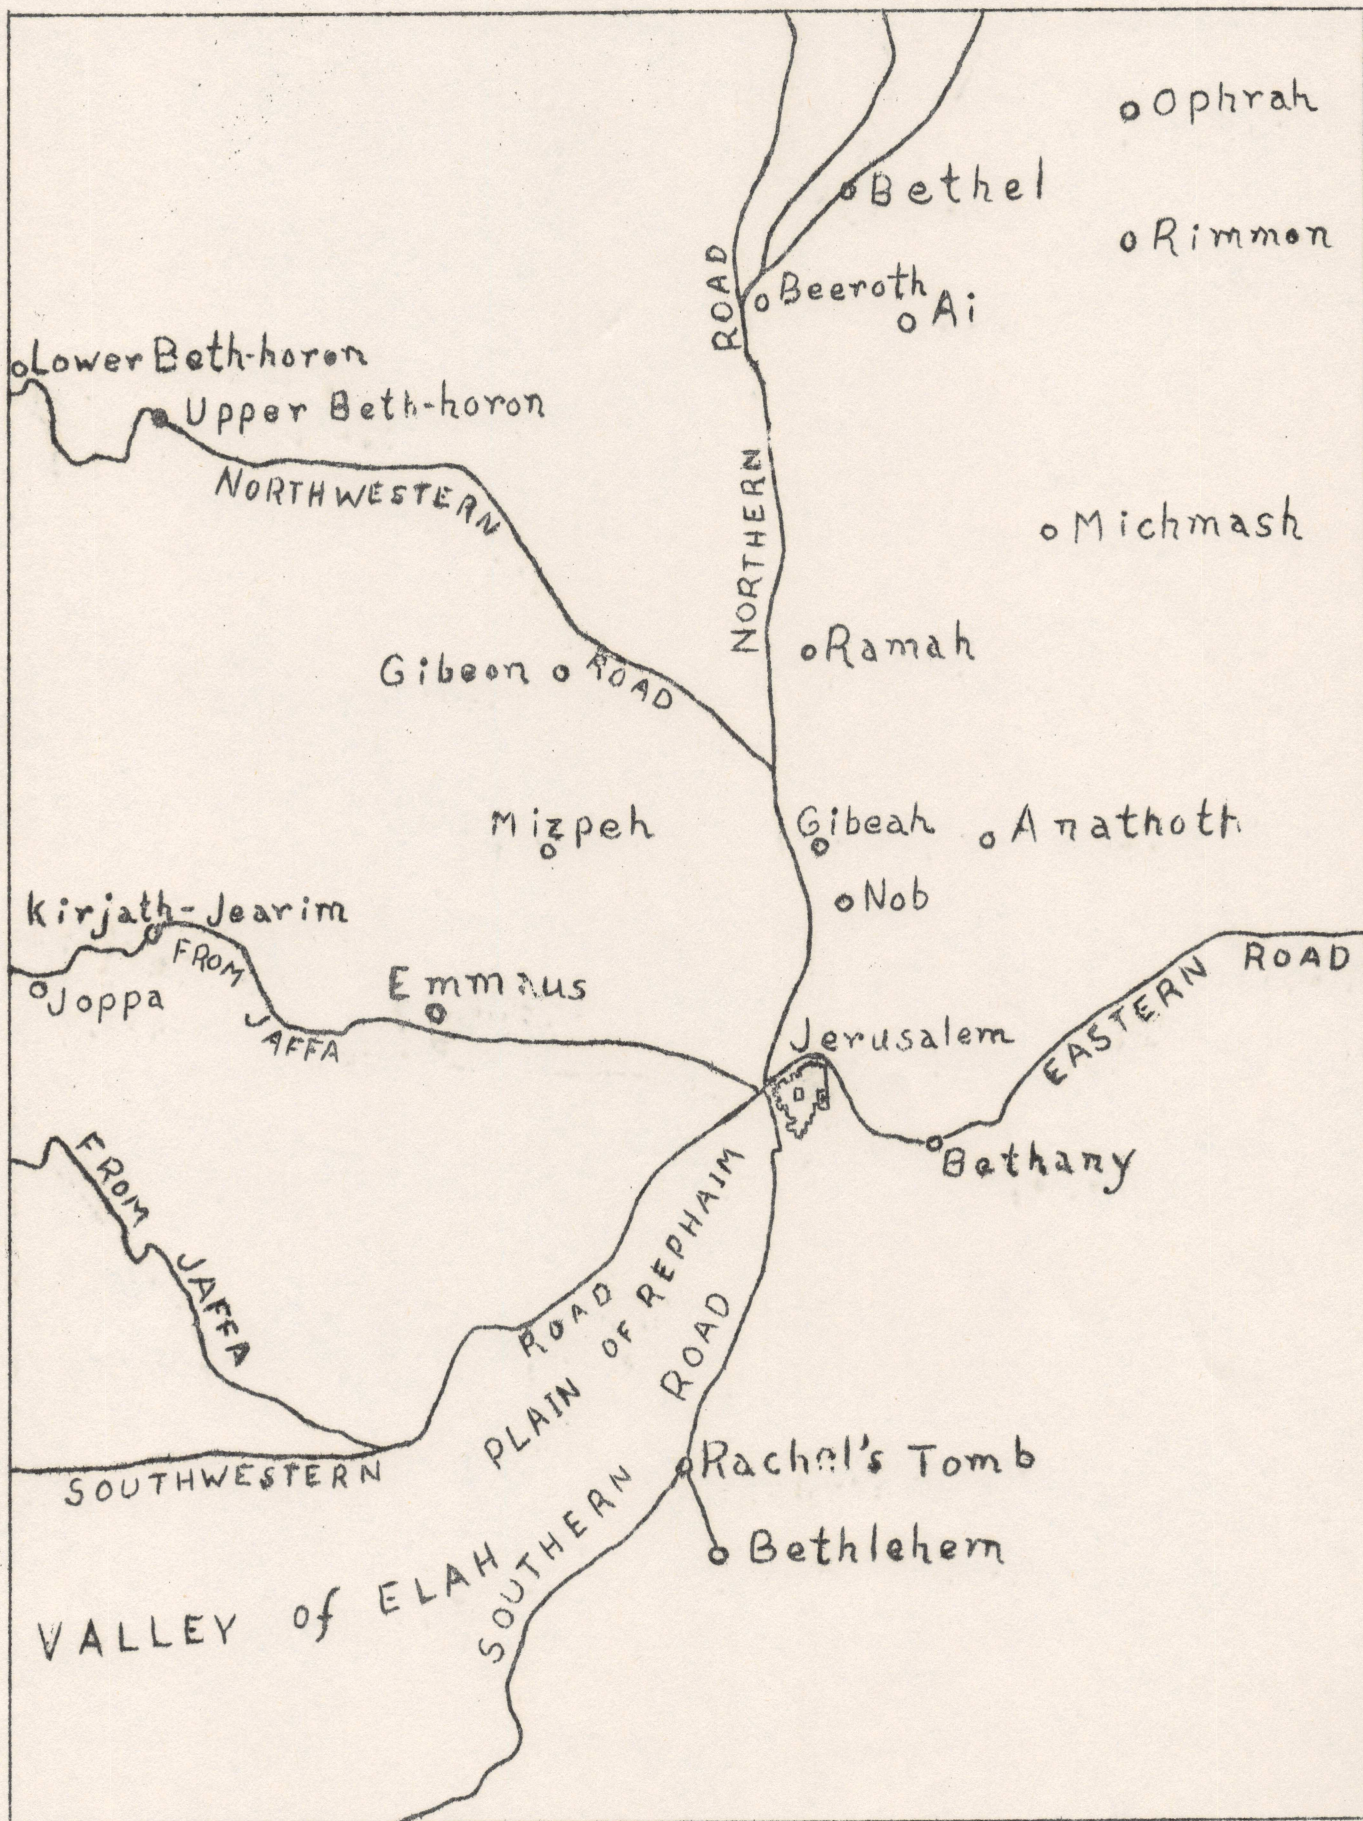 Ophrah
Bethel
Rimmon
Beeroth
Ai
NORTHERN ROAD
Lower Beth-horon
Upper Beth-horon
NORTHWESTERN ROAD
Michmash
Ramah
Gibeon
Mizpeh
Gibeah
Anathoth
Nob
Kirjath-Jearim
FROM JAFFA
Joppa
Emmaus
EASTERN ROAD
Jerusalem
Bethany
FROM JAFFA
SOUTHWESTERN ROAD
PLAIN OF REPHAIM
SOUTHERN ROAD
Rachel's Tomb
Bethlehem
VALLEY of ELAH